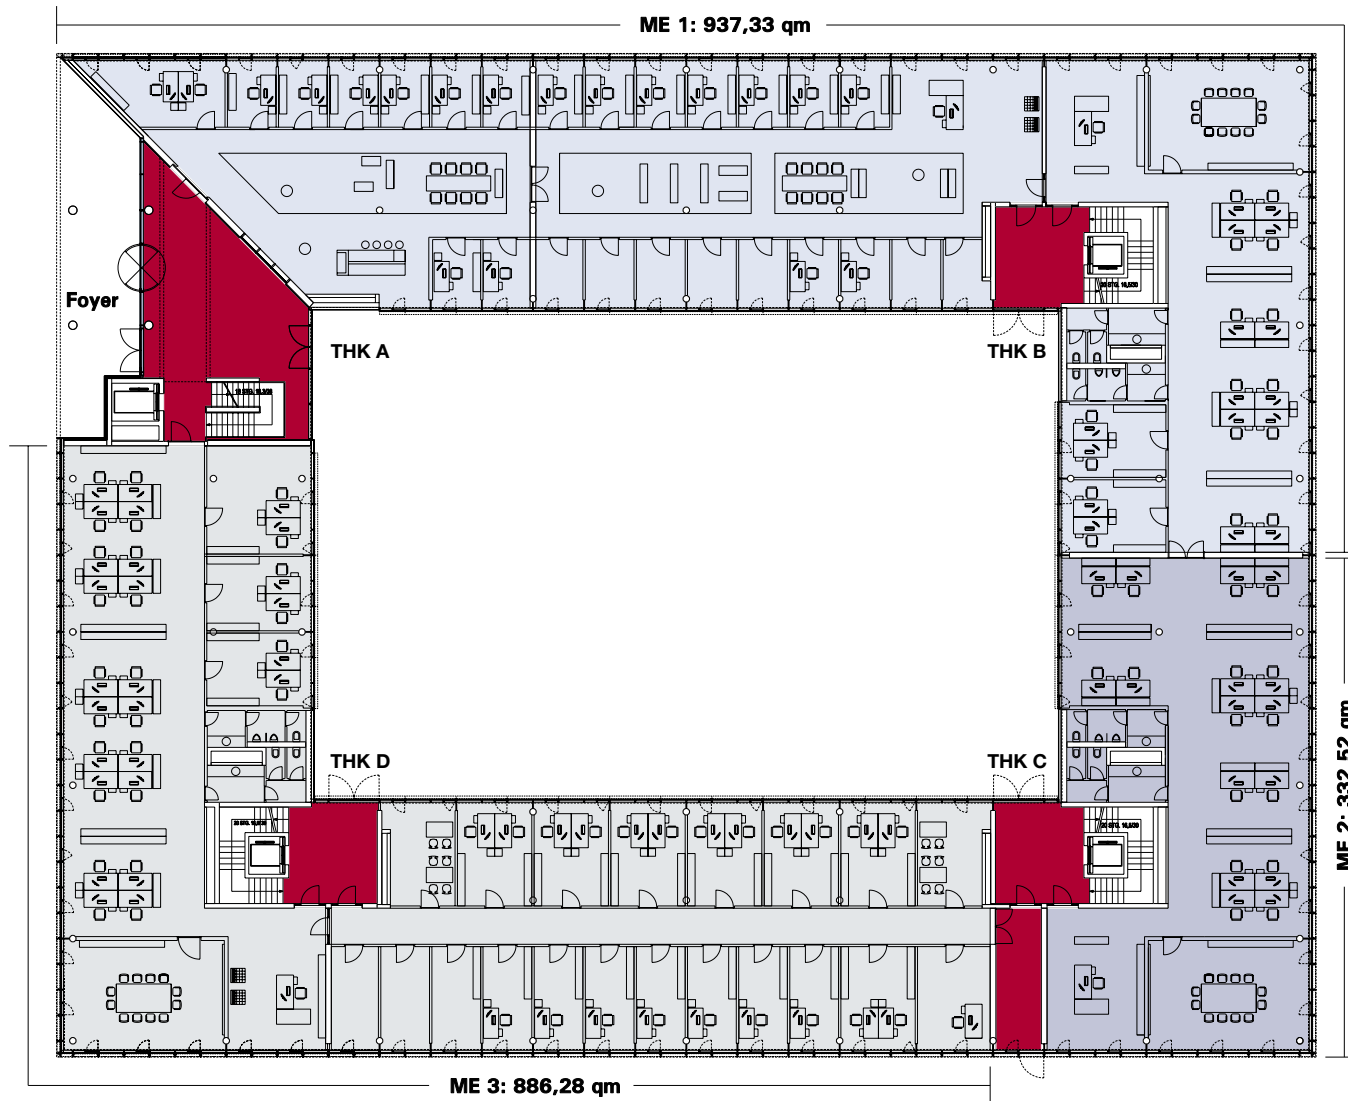 ME 1: 937,33 qm
Foyer
THK A
THK B
THK D
THK C
ME 2: 332,52 qm
ME 3: 886,28 qm